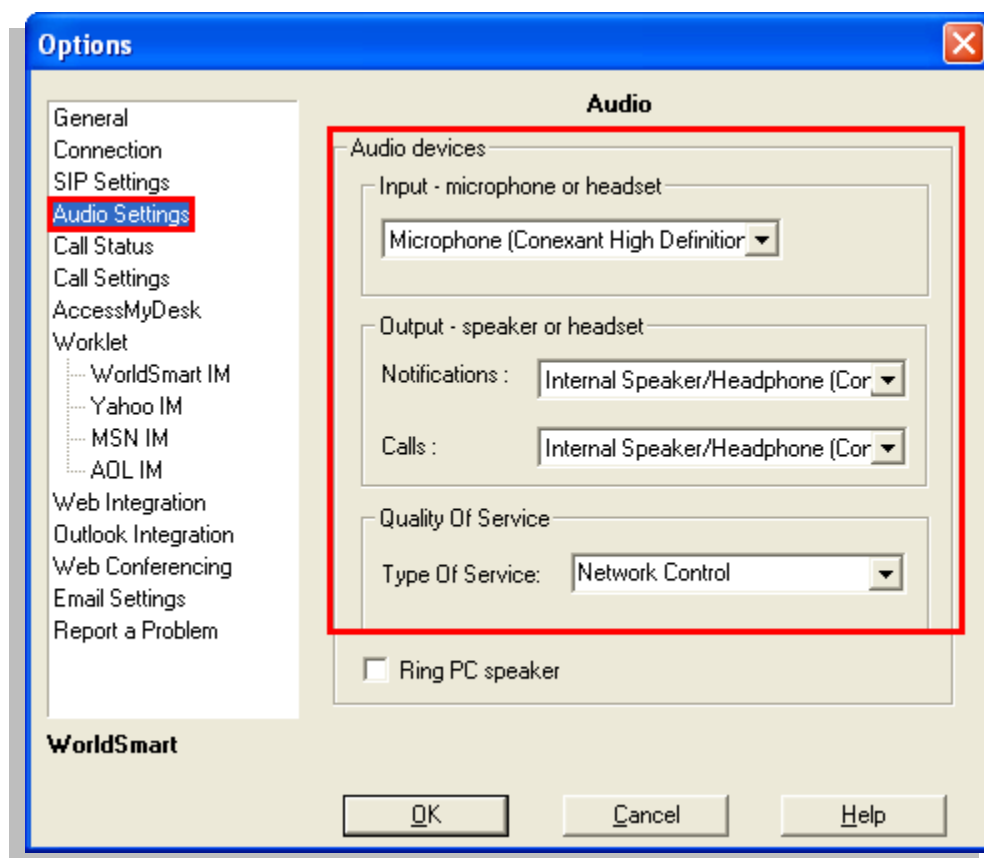 Options
Audio
General
Connection
SIP Settings
Audio Settings
Call Status
Call Settings
AccessMyDesk
Worklet
WorldSmart IM
Yahoo IM
MSN IM
AOL IM
Web Integration
Outlook Integration
Web Conferencing
Email Settings
Report a Problem
WorldSmart
Audio devices
Input - microphone or headset
Microphone (Conexant High Definition
Output - speaker or headset
Notifications : Internal Speaker/Headphone (Con
Calls : Internal Speaker/Headphone (Con
Quality Of Service
Type Of Service: Network Control
Ring PC speaker
OK Cancel Help